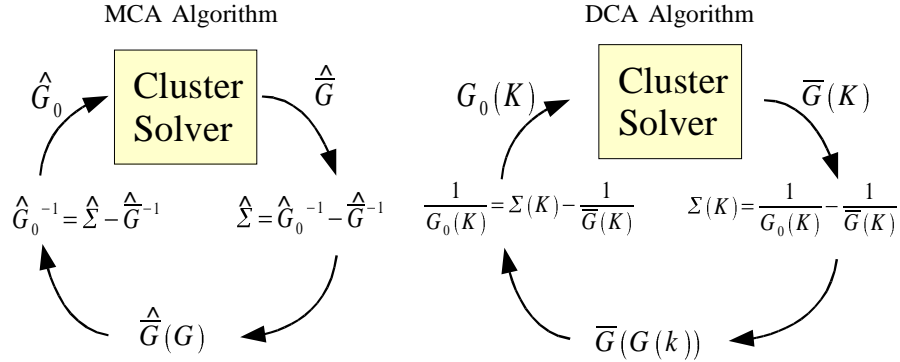 MCA Algorithm
Ĝ₀
Cluster
Solver
Ḡ̂
Ĝ₀⁻¹ = Σ̂ − Ḡ̂⁻¹
Σ̂ = Ĝ₀⁻¹ − Ḡ̂⁻¹
Ḡ̂(G)
DCA Algorithm
G₀(K)
Cluster
Solver
Ḡ(K)
1/G₀(K) = Σ(K) − 1/Ḡ(K)
Σ(K) = 1/G₀(K) − 1/Ḡ(K)
Ḡ(G(k))